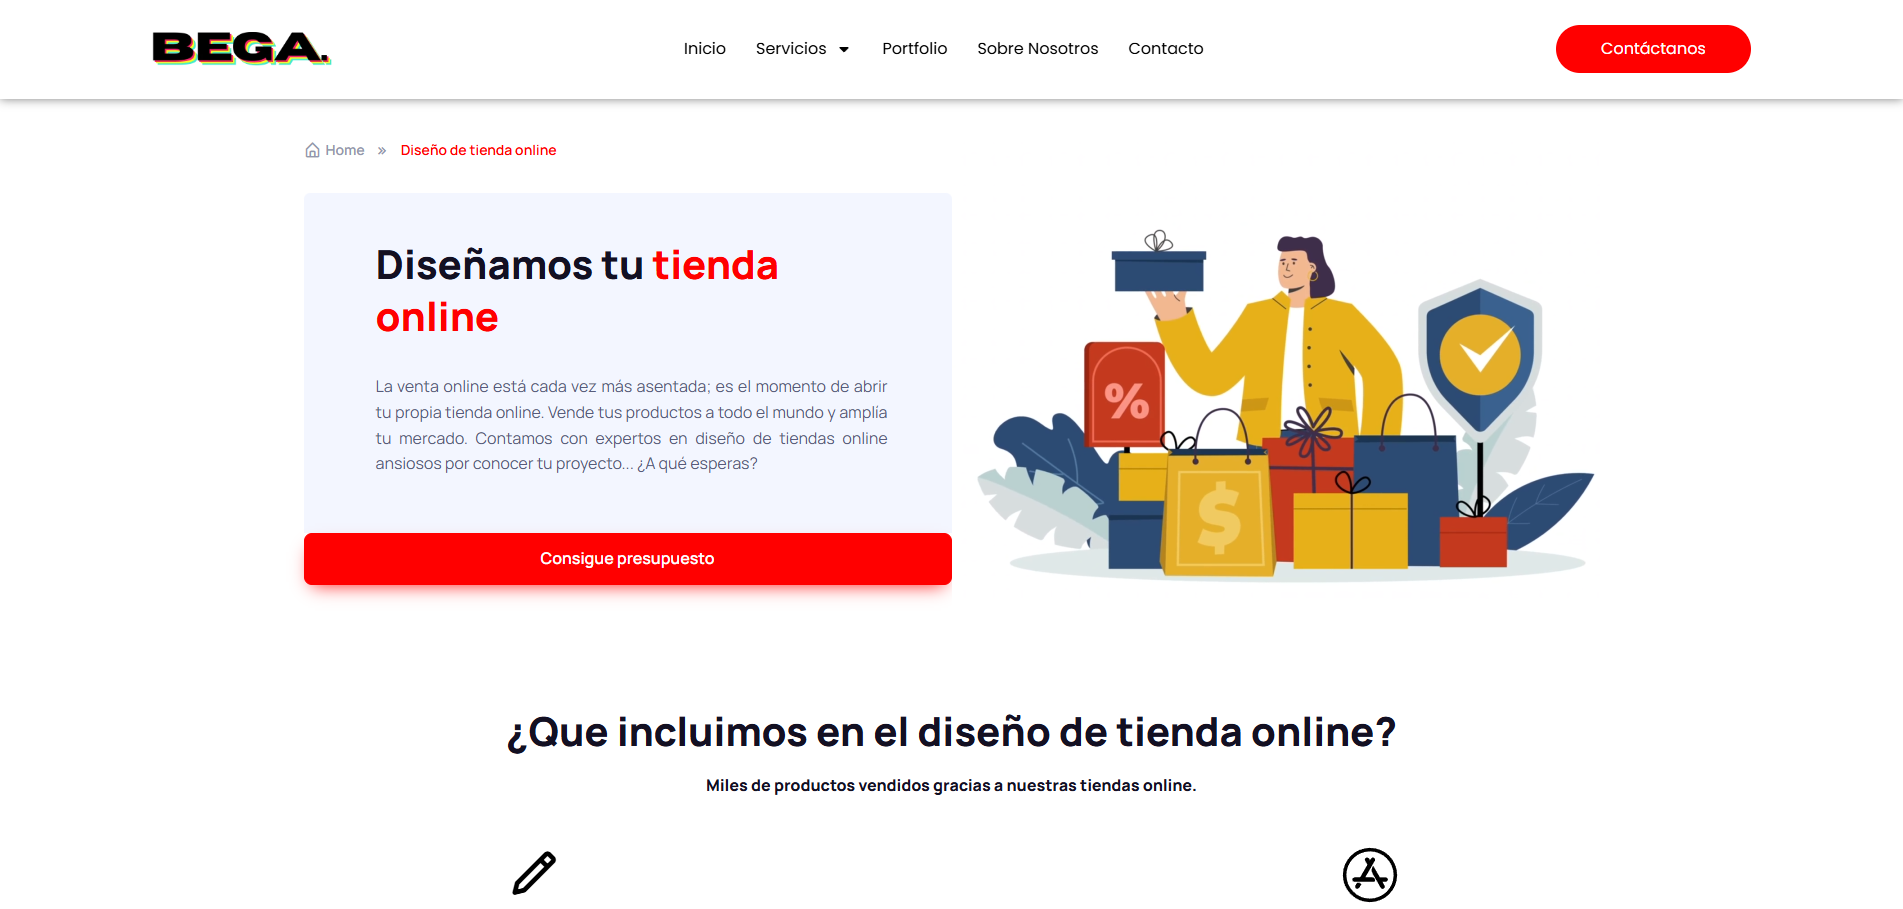 BEGA.
Inicio Servicios Portfolio Sobre Nosotros Contacto
Contáctanos
Home » Diseño de tienda online
Diseñamos tu tienda
online
La venta online está cada vez más asentada; es el momento de abrir
tu propia tienda online. Vende tus productos a todo el mundo y amplía
tu mercado. Contamos con expertos en diseño de tiendas online
ansiosos por conocer tu proyecto... ¿A qué esperas?
Consigue presupuesto
%
$
¿Que incluimos en el diseño de tienda online?
Miles de productos vendidos gracias a nuestras tiendas online.